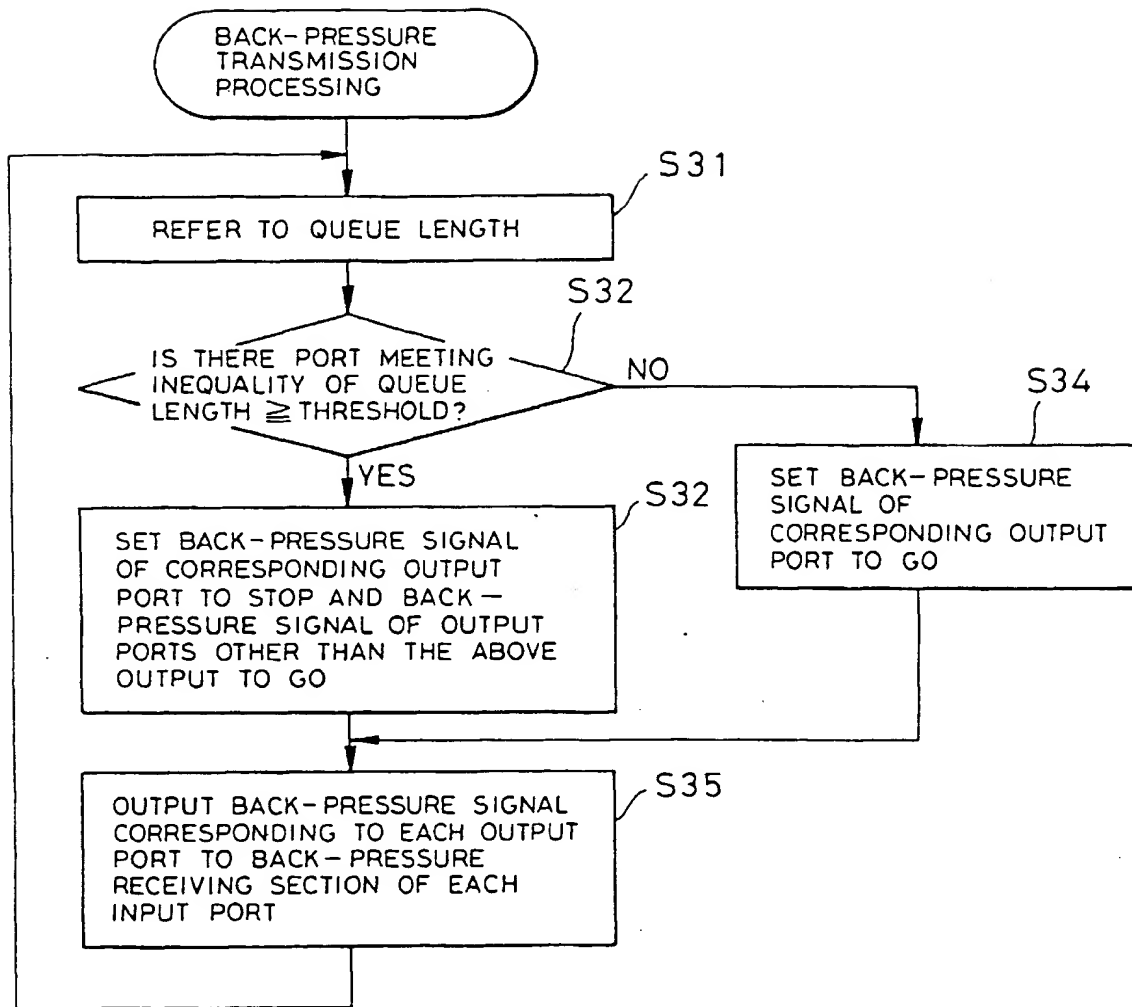 BACK-PRESSURE
TRANSMISSION
PROCESSING
S31
REFER TO QUEUE LENGTH
S32
IS THERE PORT MEETING
INEQUALITY OF QUEUE
LENGTH ≧ THRESHOLD?
NO
S34
YES
SET BACK-PRESSURE
SIGNAL OF
CORRESPONDING OUTPUT
PORT TO GO
S32
SET BACK-PRESSURE SIGNAL
OF CORRESPONDING OUTPUT
PORT TO STOP AND BACK-
PRESSURE SIGNAL OF OUTPUT
PORTS OTHER THAN THE ABOVE
OUTPUT TO GO
S35
OUTPUT BACK-PRESSURE SIGNAL
CORRESPONDING TO EACH OUTPUT
PORT TO BACK-PRESSURE
RECEIVING SECTION OF EACH
INPUT PORT